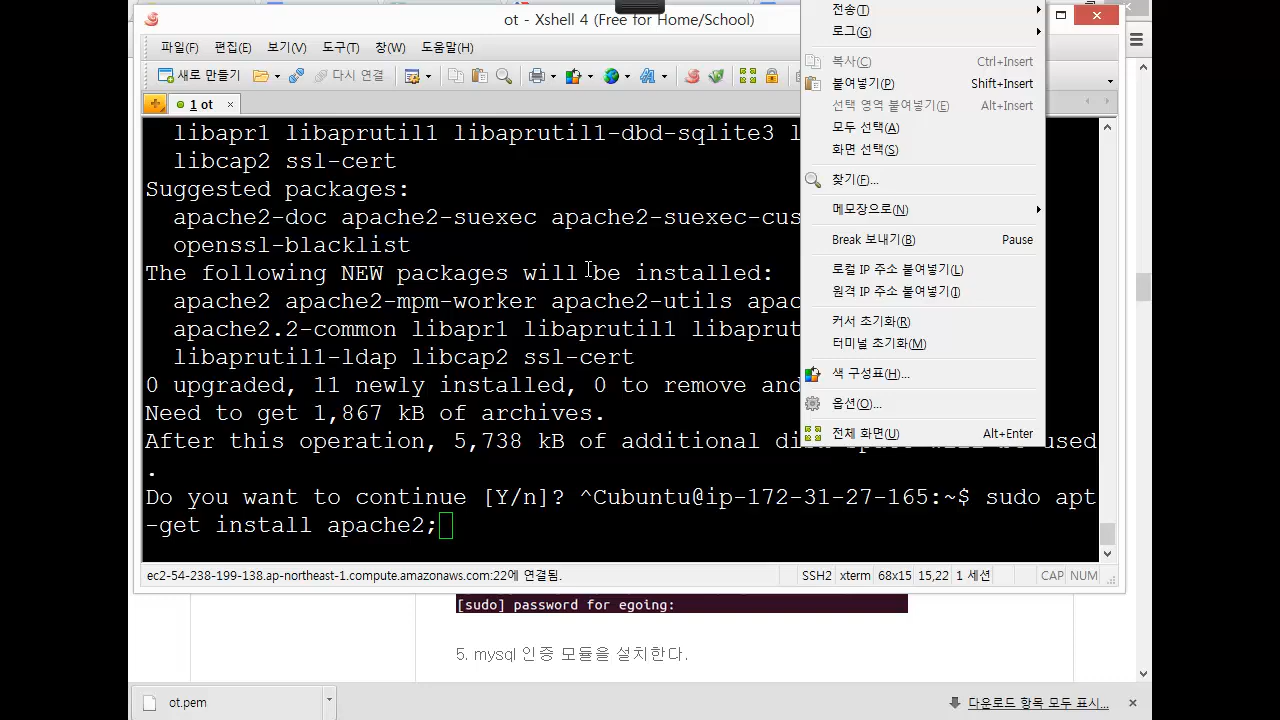 ot - Xshell 4 (Free for Home/School)
파일(F) 편집(E) 보기(V) 도구(T) 창(W) 도움말(H)
새로 만들기 다시 연결
1 ot
libapr1 libaprutil1 libaprutil1-dbd-sqlite3 l
libcap2 ssl-cert
Suggested packages:
apache2-doc apache2-suexec apache2-suexec-cus
openssl-blacklist
The following NEW packages will be installed:
apache2 apache2-mpm-worker apache2-utils apac
apache2.2-common libapr1 libaprutil1 libaprut
libaprutil1-ldap libcap2 ssl-cert
0 upgraded, 11 newly installed, 0 to remove and
Need to get 1,867 kB of archives.
After this operation, 5,738 kB of additional disk space will be used
.
Do you want to continue [Y/n]? ^Cubuntu@ip-172-31-27-165:~$ sudo apt
-get install apache2;
전송(T)
로그(G)
복사(C) Ctrl+Insert
붙여넣기(P) Shift+Insert
선택 영역 붙여넣기(E) Alt+Insert
모두 선택(A)
화면 선택(S)
찾기(F)...
메모장으로(N)
Break 보내기(B) Pause
로컬 IP 주소 붙여넣기(L)
원격 IP 주소 붙여넣기(I)
커서 초기화(R)
터미널 초기화(M)
색 구성표(H)...
옵션(O)...
전체 화면(U) Alt+Enter
ec2-54-238-199-138.ap-northeast-1.compute.amazonaws.com:22에 연결됨. SSH2 xterm 68x15 15,22 1 세션 CAP NUM
[sudo] password for egoing:
5. mysql 인증 모듈을 설치한다.
ot.pem 다운로드 항목 모두 표시...